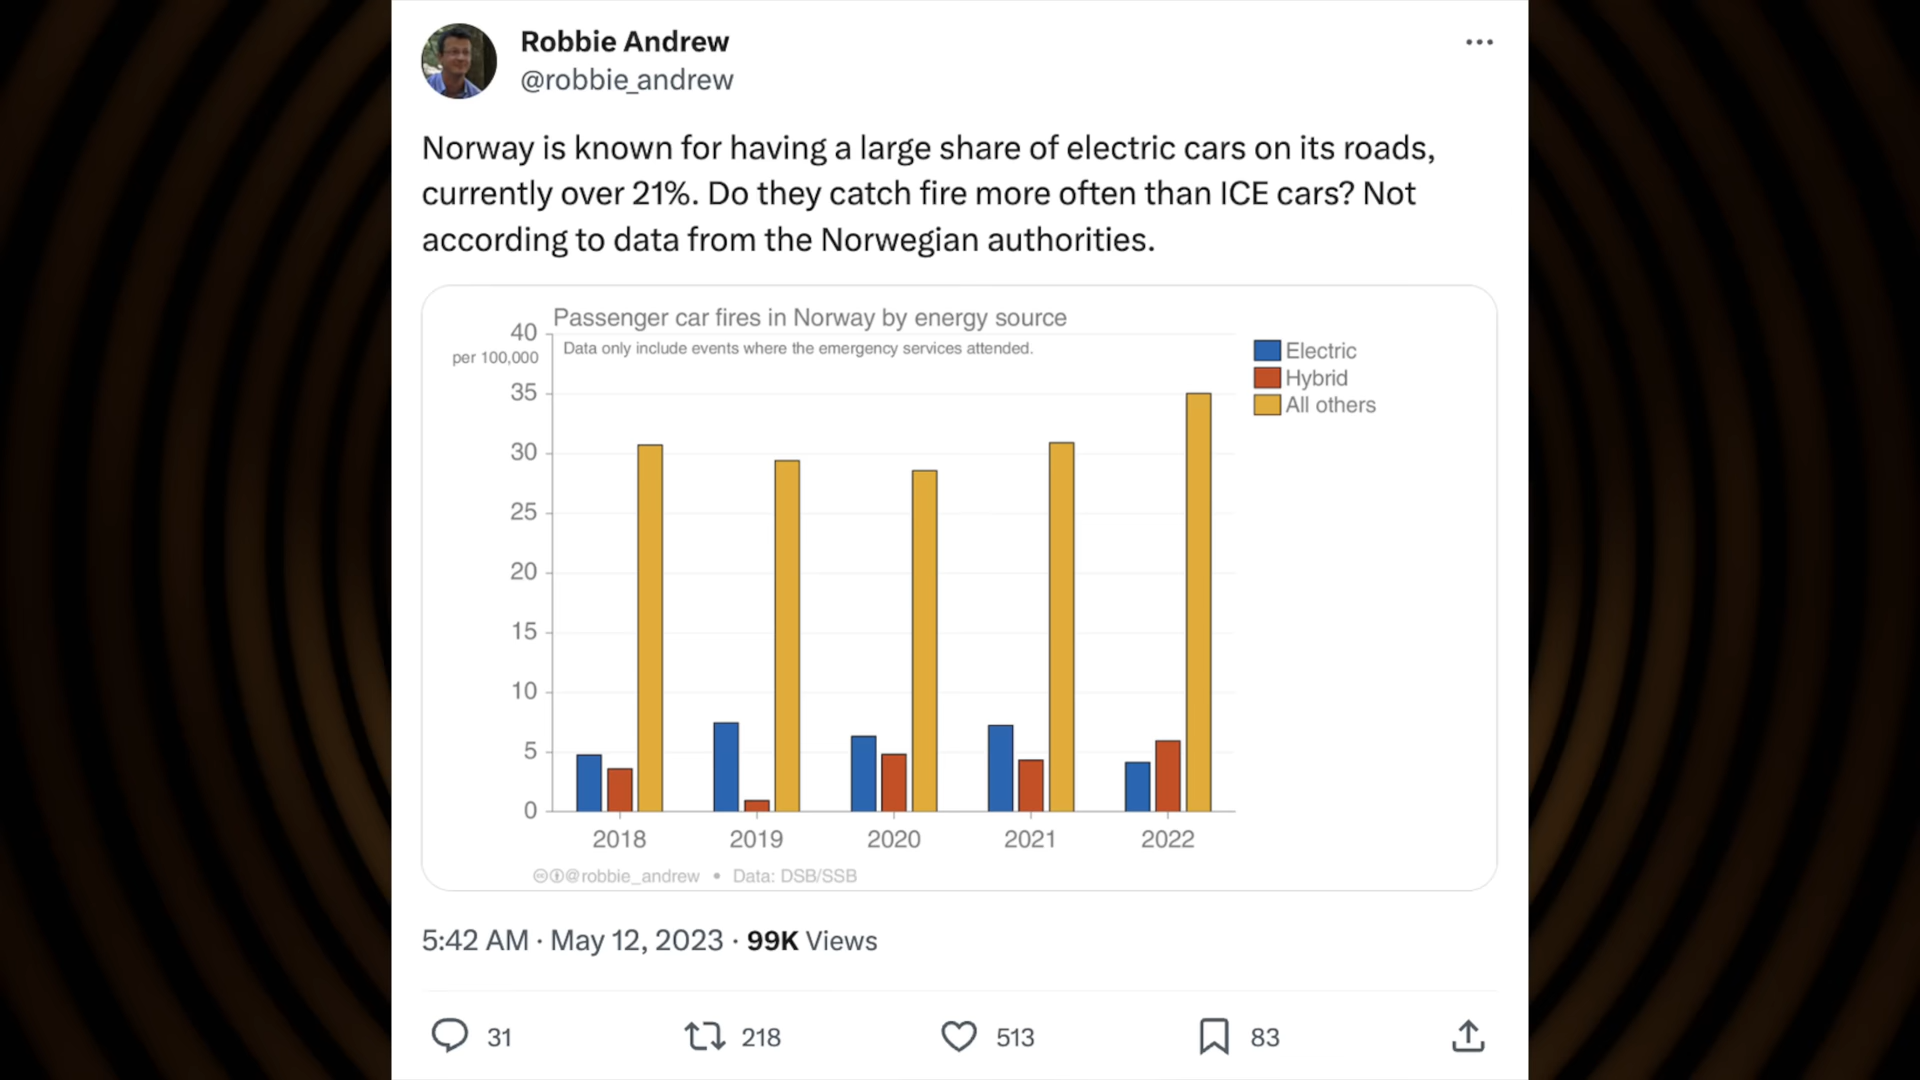 Robbie Andrew
@robbie_andrew
Norway is known for having a large share of electric cars on its roads,
currently over 21%. Do they catch fire more often than ICE cars? Not
according to data from the Norwegian authorities.
Passenger car fires in Norway by energy source
Data only include events where the emergency services attended.
per 100,000
40
35
30
25
20
15
10
5
0
Electric
Hybrid
All others
2018 2019 2020 2021 2022
@robbie_andrew • Data: DSB/SSB
5:42 AM · May 12, 2023 · 99K Views
31 218 513 83